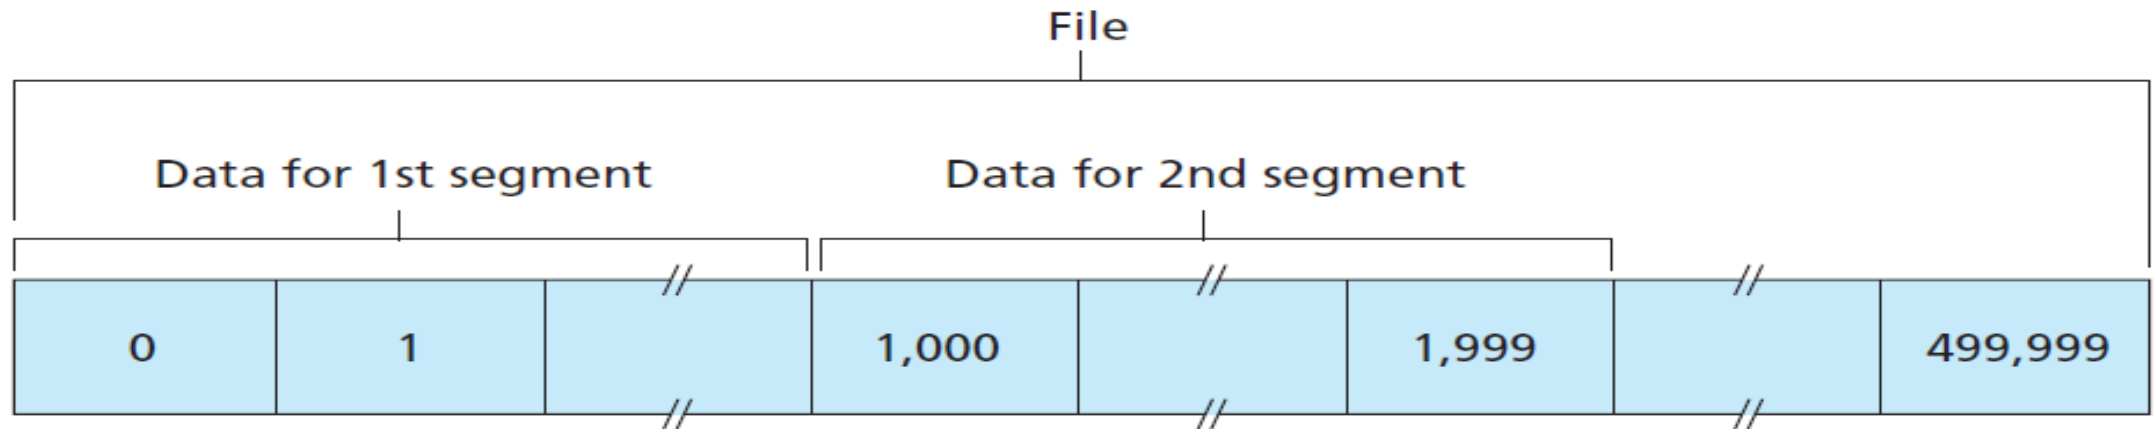 File
Data for 1st segment Data for 2nd segment
0 1 1,000 1,999 499,999